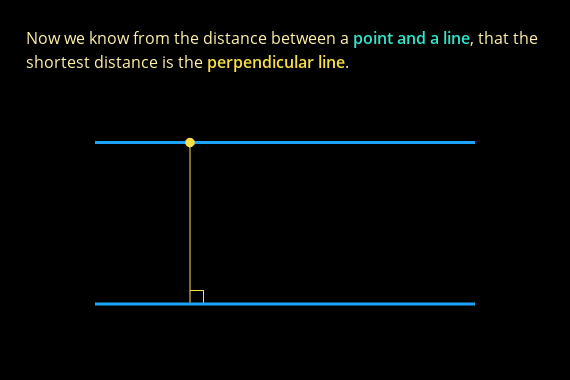 Now we know from the distance between a point and a line, that the
shortest distance is the perpendicular line.